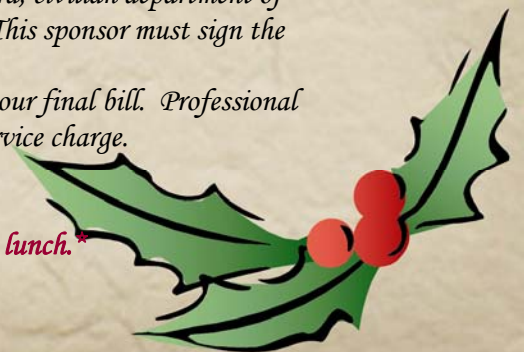 civilian department of
This sponsor must sign the
our final bill. Professional
vice charge.
lunch.*